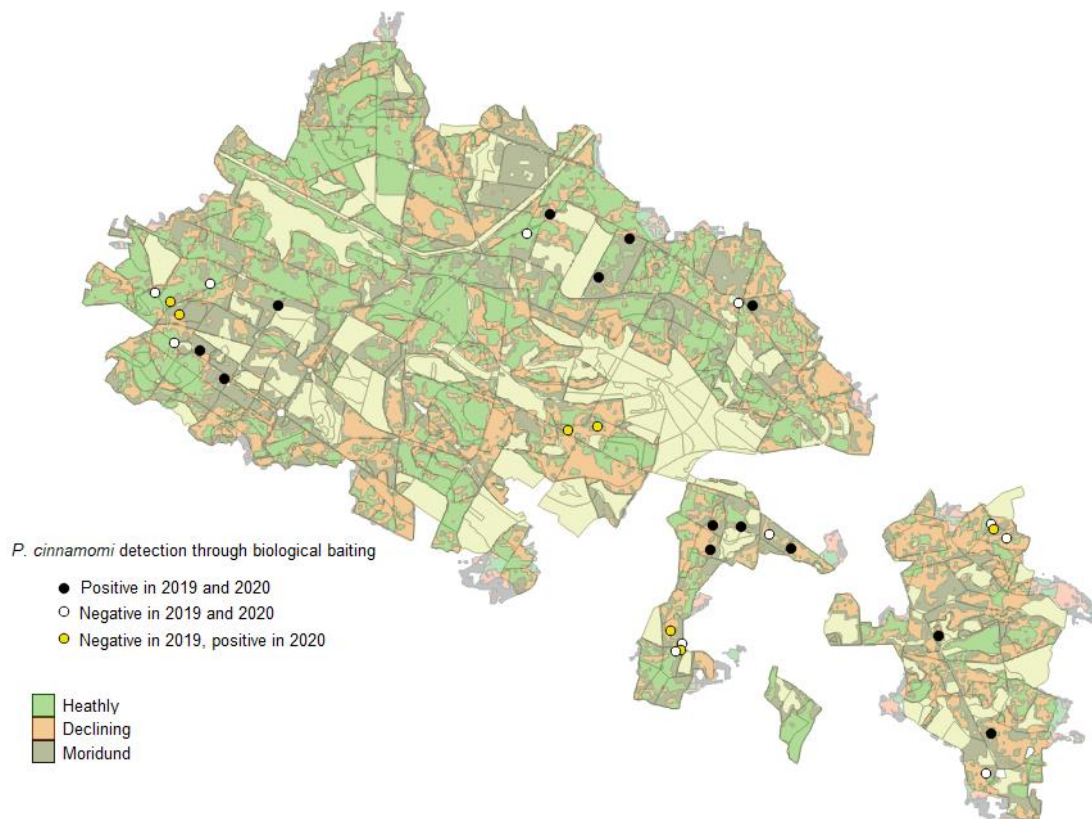 P. cinnamomi detection through biological baiting
Positive in 2019 and 2020
Negative in 2019 and 2020
Negative in 2019, positive in 2020
Heathly
Declining
Moridund